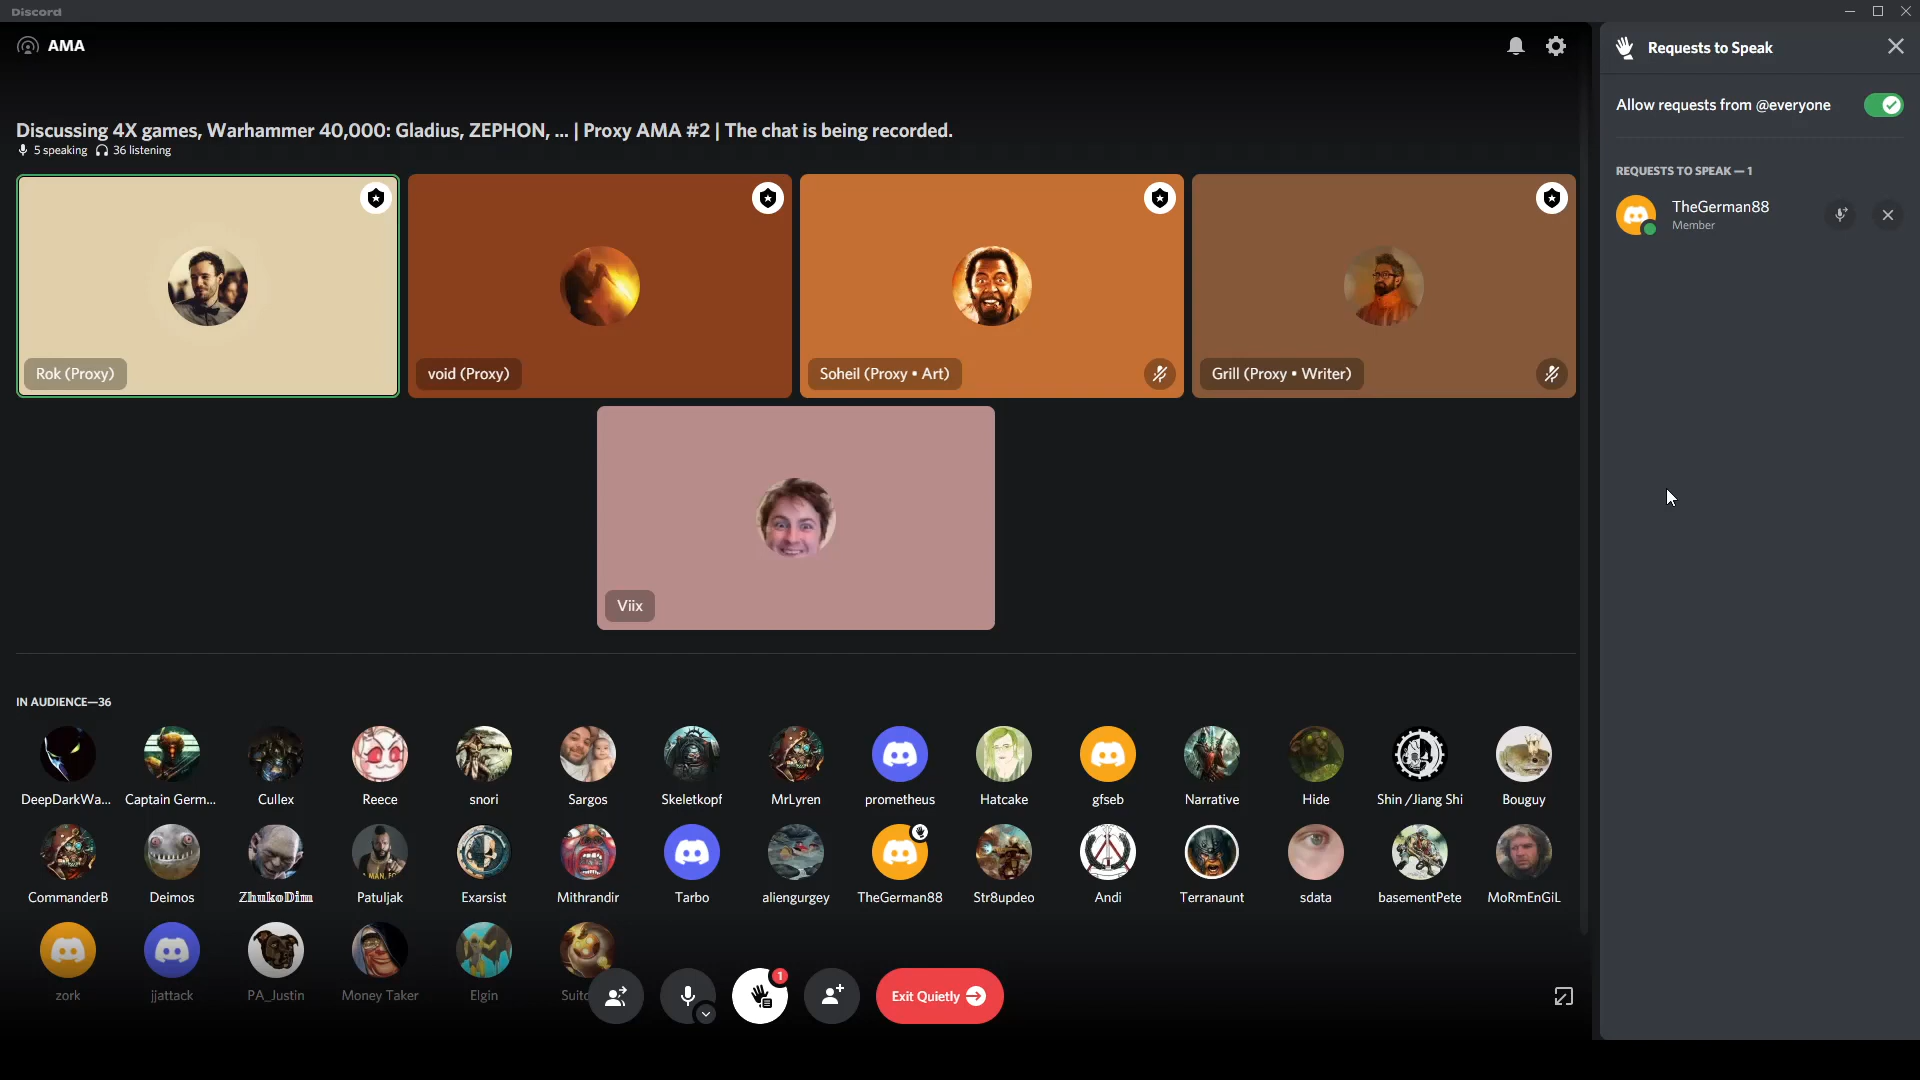 Discord
AMA
Discussing 4X games, Warhammer 40,000: Gladius, ZEPHON, ... | Proxy AMA #2 | The chat is being recorded.
5 speaking 36 listening
Rok (Proxy)
void (Proxy)
Soheil (Proxy • Art)
Grill (Proxy • Writer)
Viix
IN AUDIENCE—36
DeepDarkWa... Captain Germ... Cullex Reece snori Sargos Skeletkopf MrLyren prometheus Hatcake gfseb Narrative Hide Shin /Jiang Shi Bouguy
CommanderB Deimos ZhukoDim Patuljak Exarsist Mithrandir Tarbo aliengurgey TheGerman88 Str8updeo Andi Terranaunt sdata basementPete MoRmEnGiL
zork jjattack PA_Justin Money Taker Elgin
1
Exit Quietly
Requests to Speak
Allow requests from @everyone
REQUESTS TO SPEAK — 1
TheGerman88
Member